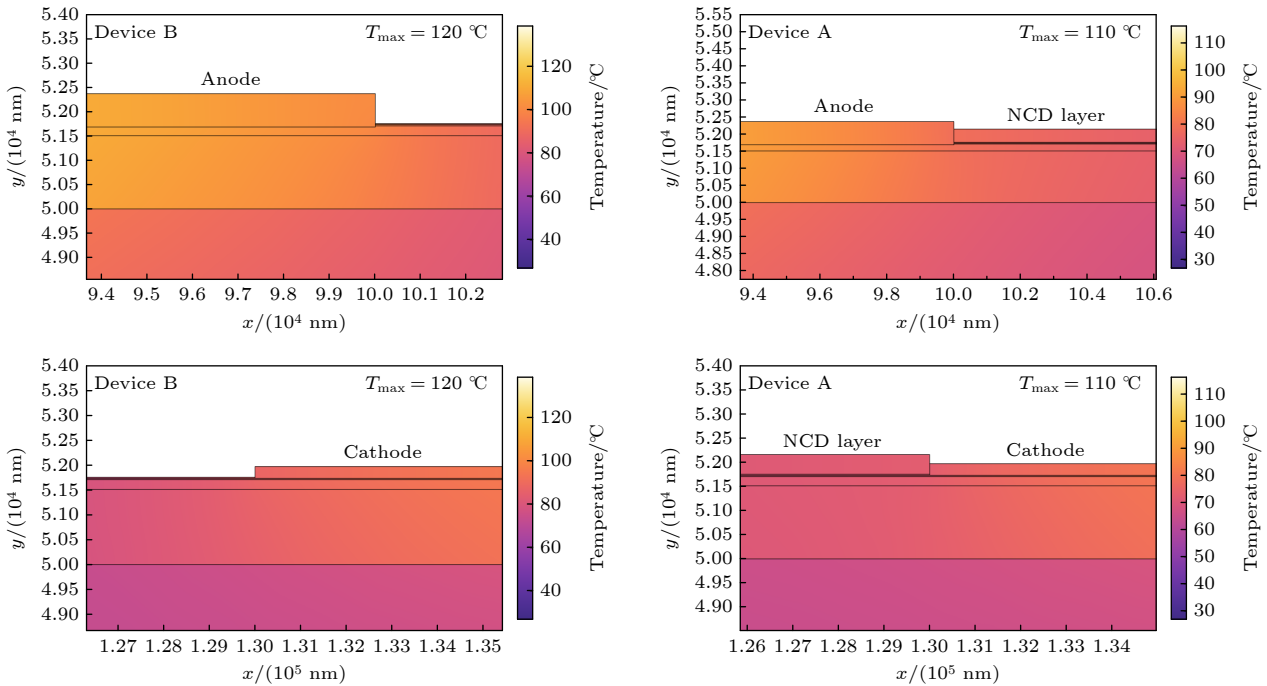 Device B
T_max = 120 ℃
Anode
5.40
5.35
5.30
5.25
5.20
5.15
5.10
5.05
5.00
4.95
4.90
y/(10⁴ nm)
9.4 9.5 9.6 9.7 9.8 9.9 10.0 10.1 10.2
x/(10⁴ nm)
120
100
80
60
40
Temperature/℃
Device A
T_max = 110 ℃
Anode
NCD layer
5.55
5.50
5.45
5.40
5.35
5.30
5.25
5.20
5.15
5.10
5.05
5.00
4.95
4.90
4.85
4.80
y/(10⁴ nm)
9.4 9.6 9.8 10.0 10.2 10.4 10.6
x/(10⁴ nm)
110
100
90
80
70
60
50
40
30
Temperature/℃
Device B
T_max = 120 ℃
Cathode
5.40
5.35
5.30
5.25
5.20
5.15
5.10
5.05
5.00
4.95
4.90
y/(10⁴ nm)
1.27 1.28 1.29 1.30 1.31 1.32 1.33 1.34 1.35
x/(10⁵ nm)
120
100
80
60
40
Temperature/℃
Device A
T_max = 110 ℃
NCD layer
Cathode
5.40
5.35
5.30
5.25
5.20
5.15
5.10
5.05
5.00
4.95
4.90
4.85
y/(10⁴ nm)
1.26 1.27 1.28 1.29 1.30 1.31 1.32 1.33 1.34
x/(10⁵ nm)
110
100
90
80
70
60
50
40
30
Temperature/℃